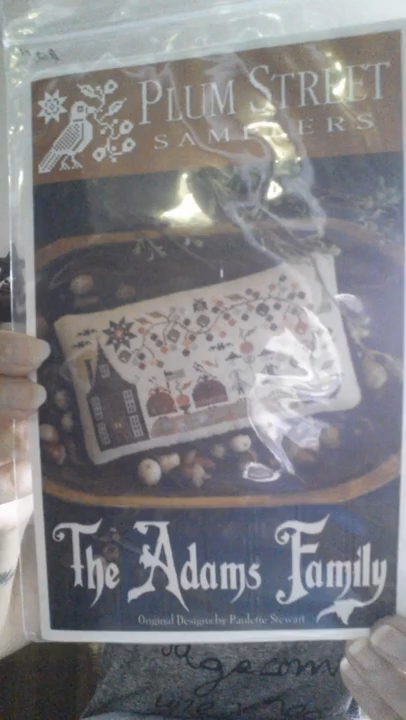 PLUM STREET
SAMPLERS
The Adams Family
Original Designs by Paulette Stewart